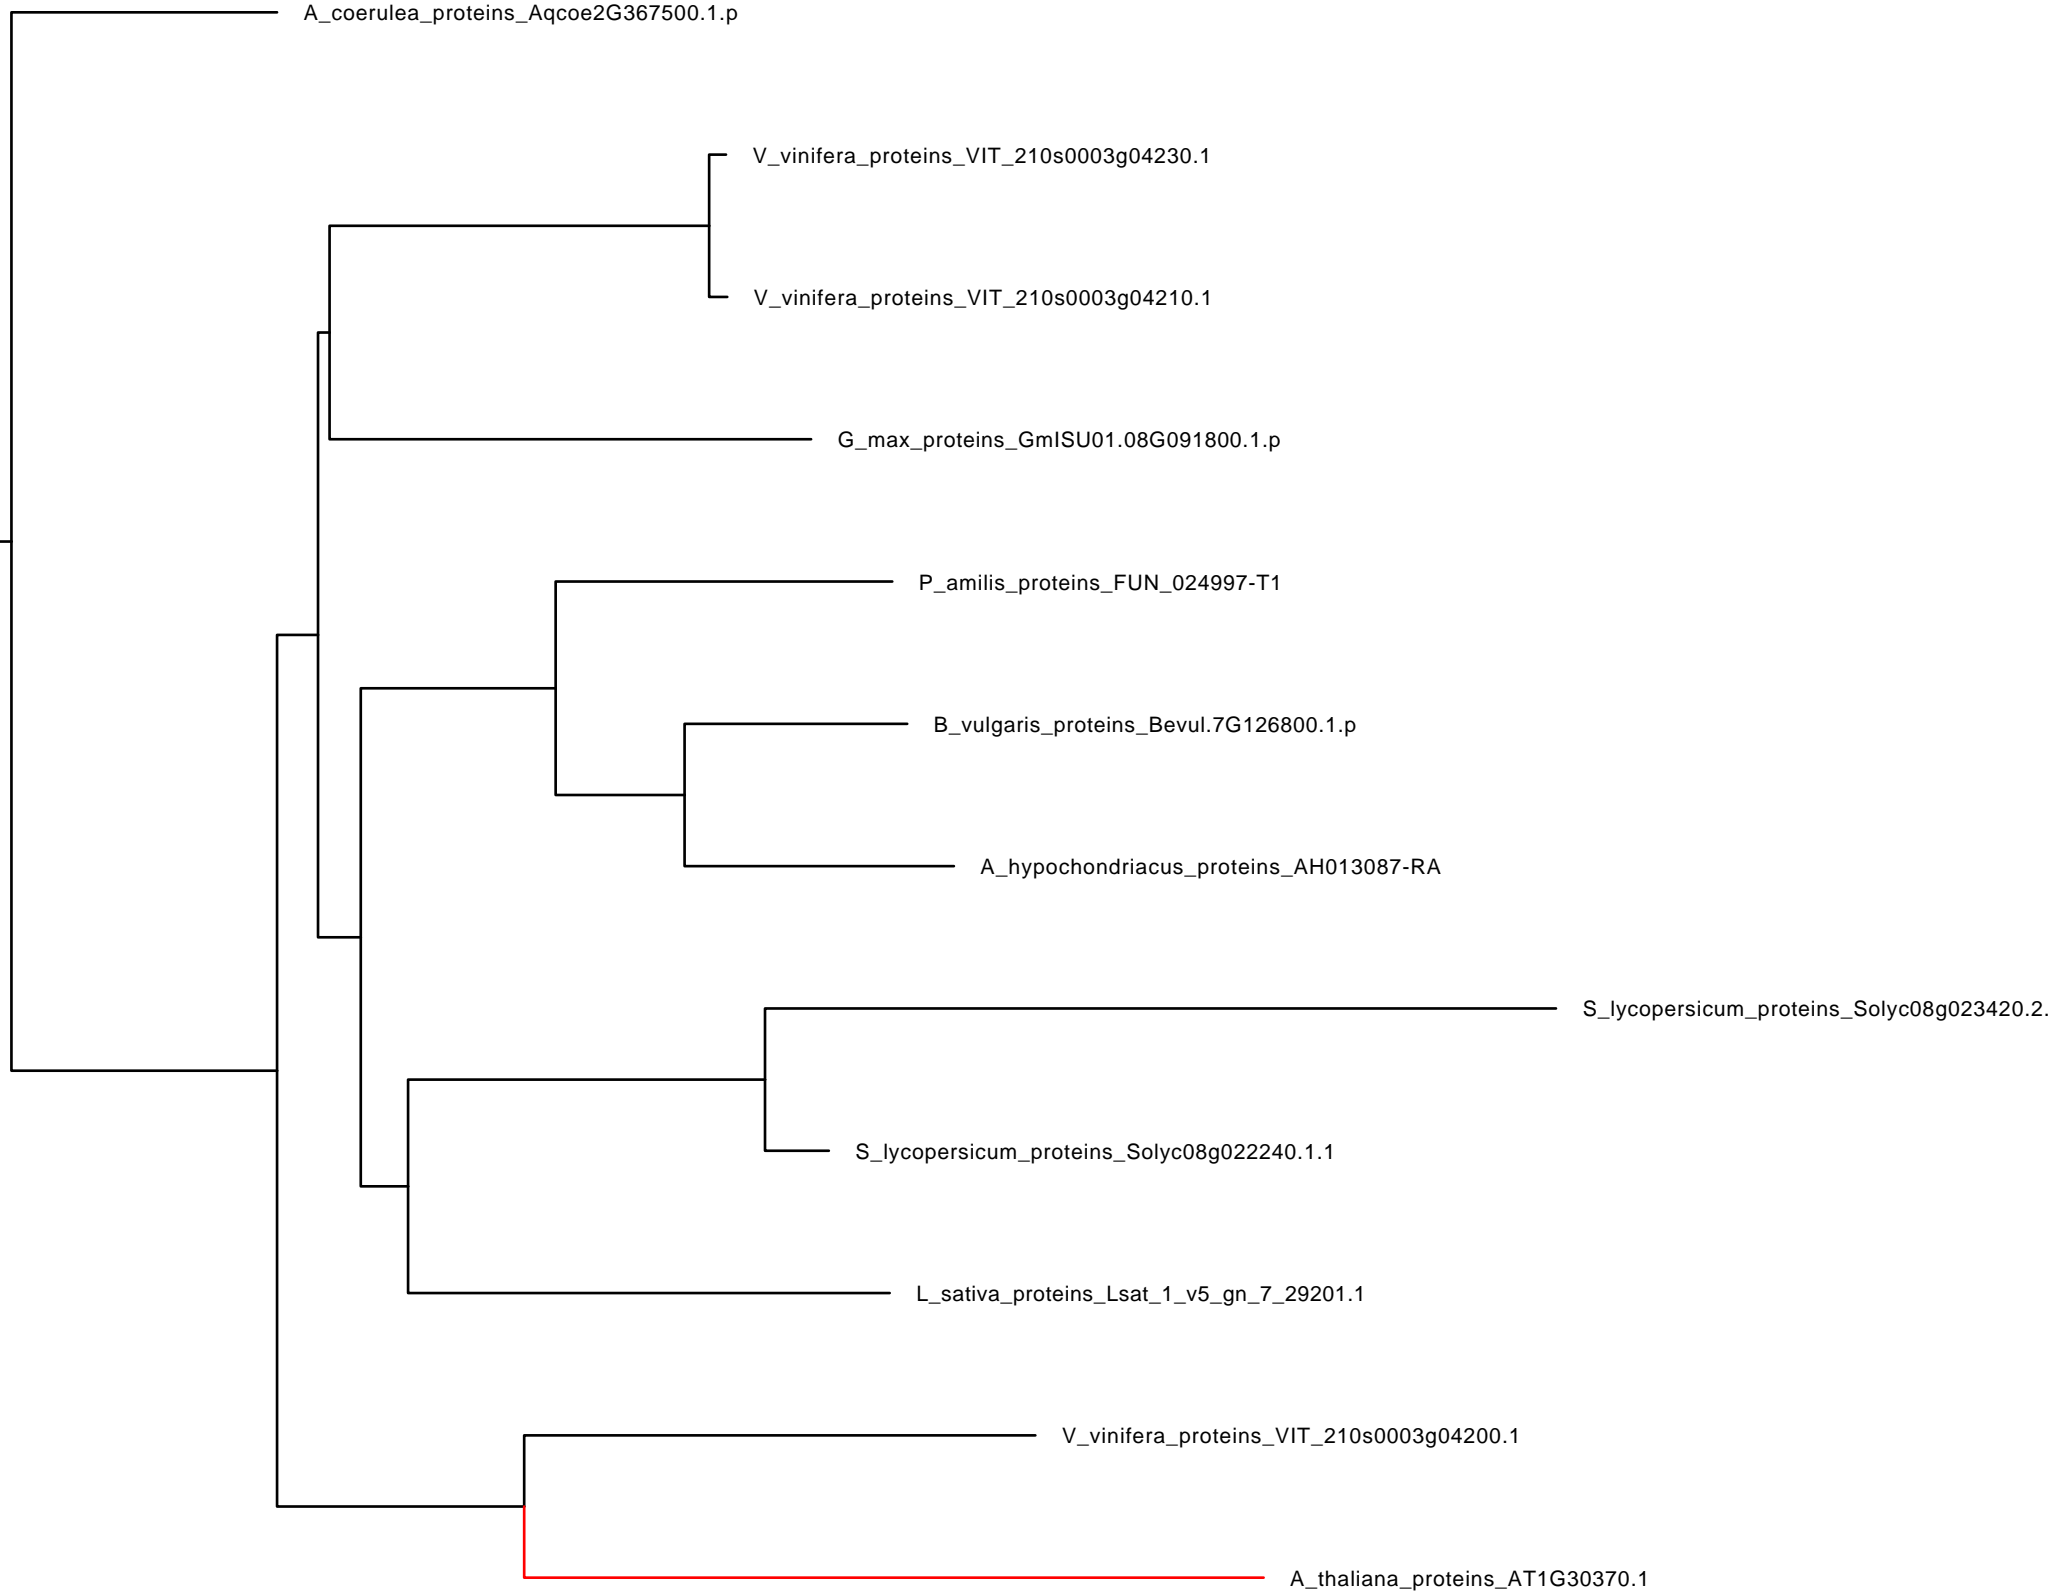 A_coerulea_proteins_Aqcoe2G367500.1.p
V_vinifera_proteins_VIT_210s0003g04230.1
V_vinifera_proteins_VIT_210s0003g04210.1
G_max_proteins_GmISU01.08G091800.1.p
P_amilis_proteins_FUN_024997-T1
B_vulgaris_proteins_Bevul.7G126800.1.p
A_hypochondriacus_proteins_AH013087-RA
S_lycopersicum_proteins_Solyc08g023420.2.
S_lycopersicum_proteins_Solyc08g022240.1.1
L_sativa_proteins_Lsat_1_v5_gn_7_29201.1
V_vinifera_proteins_VIT_210s0003g04200.1
A_thaliana_proteins_AT1G30370.1